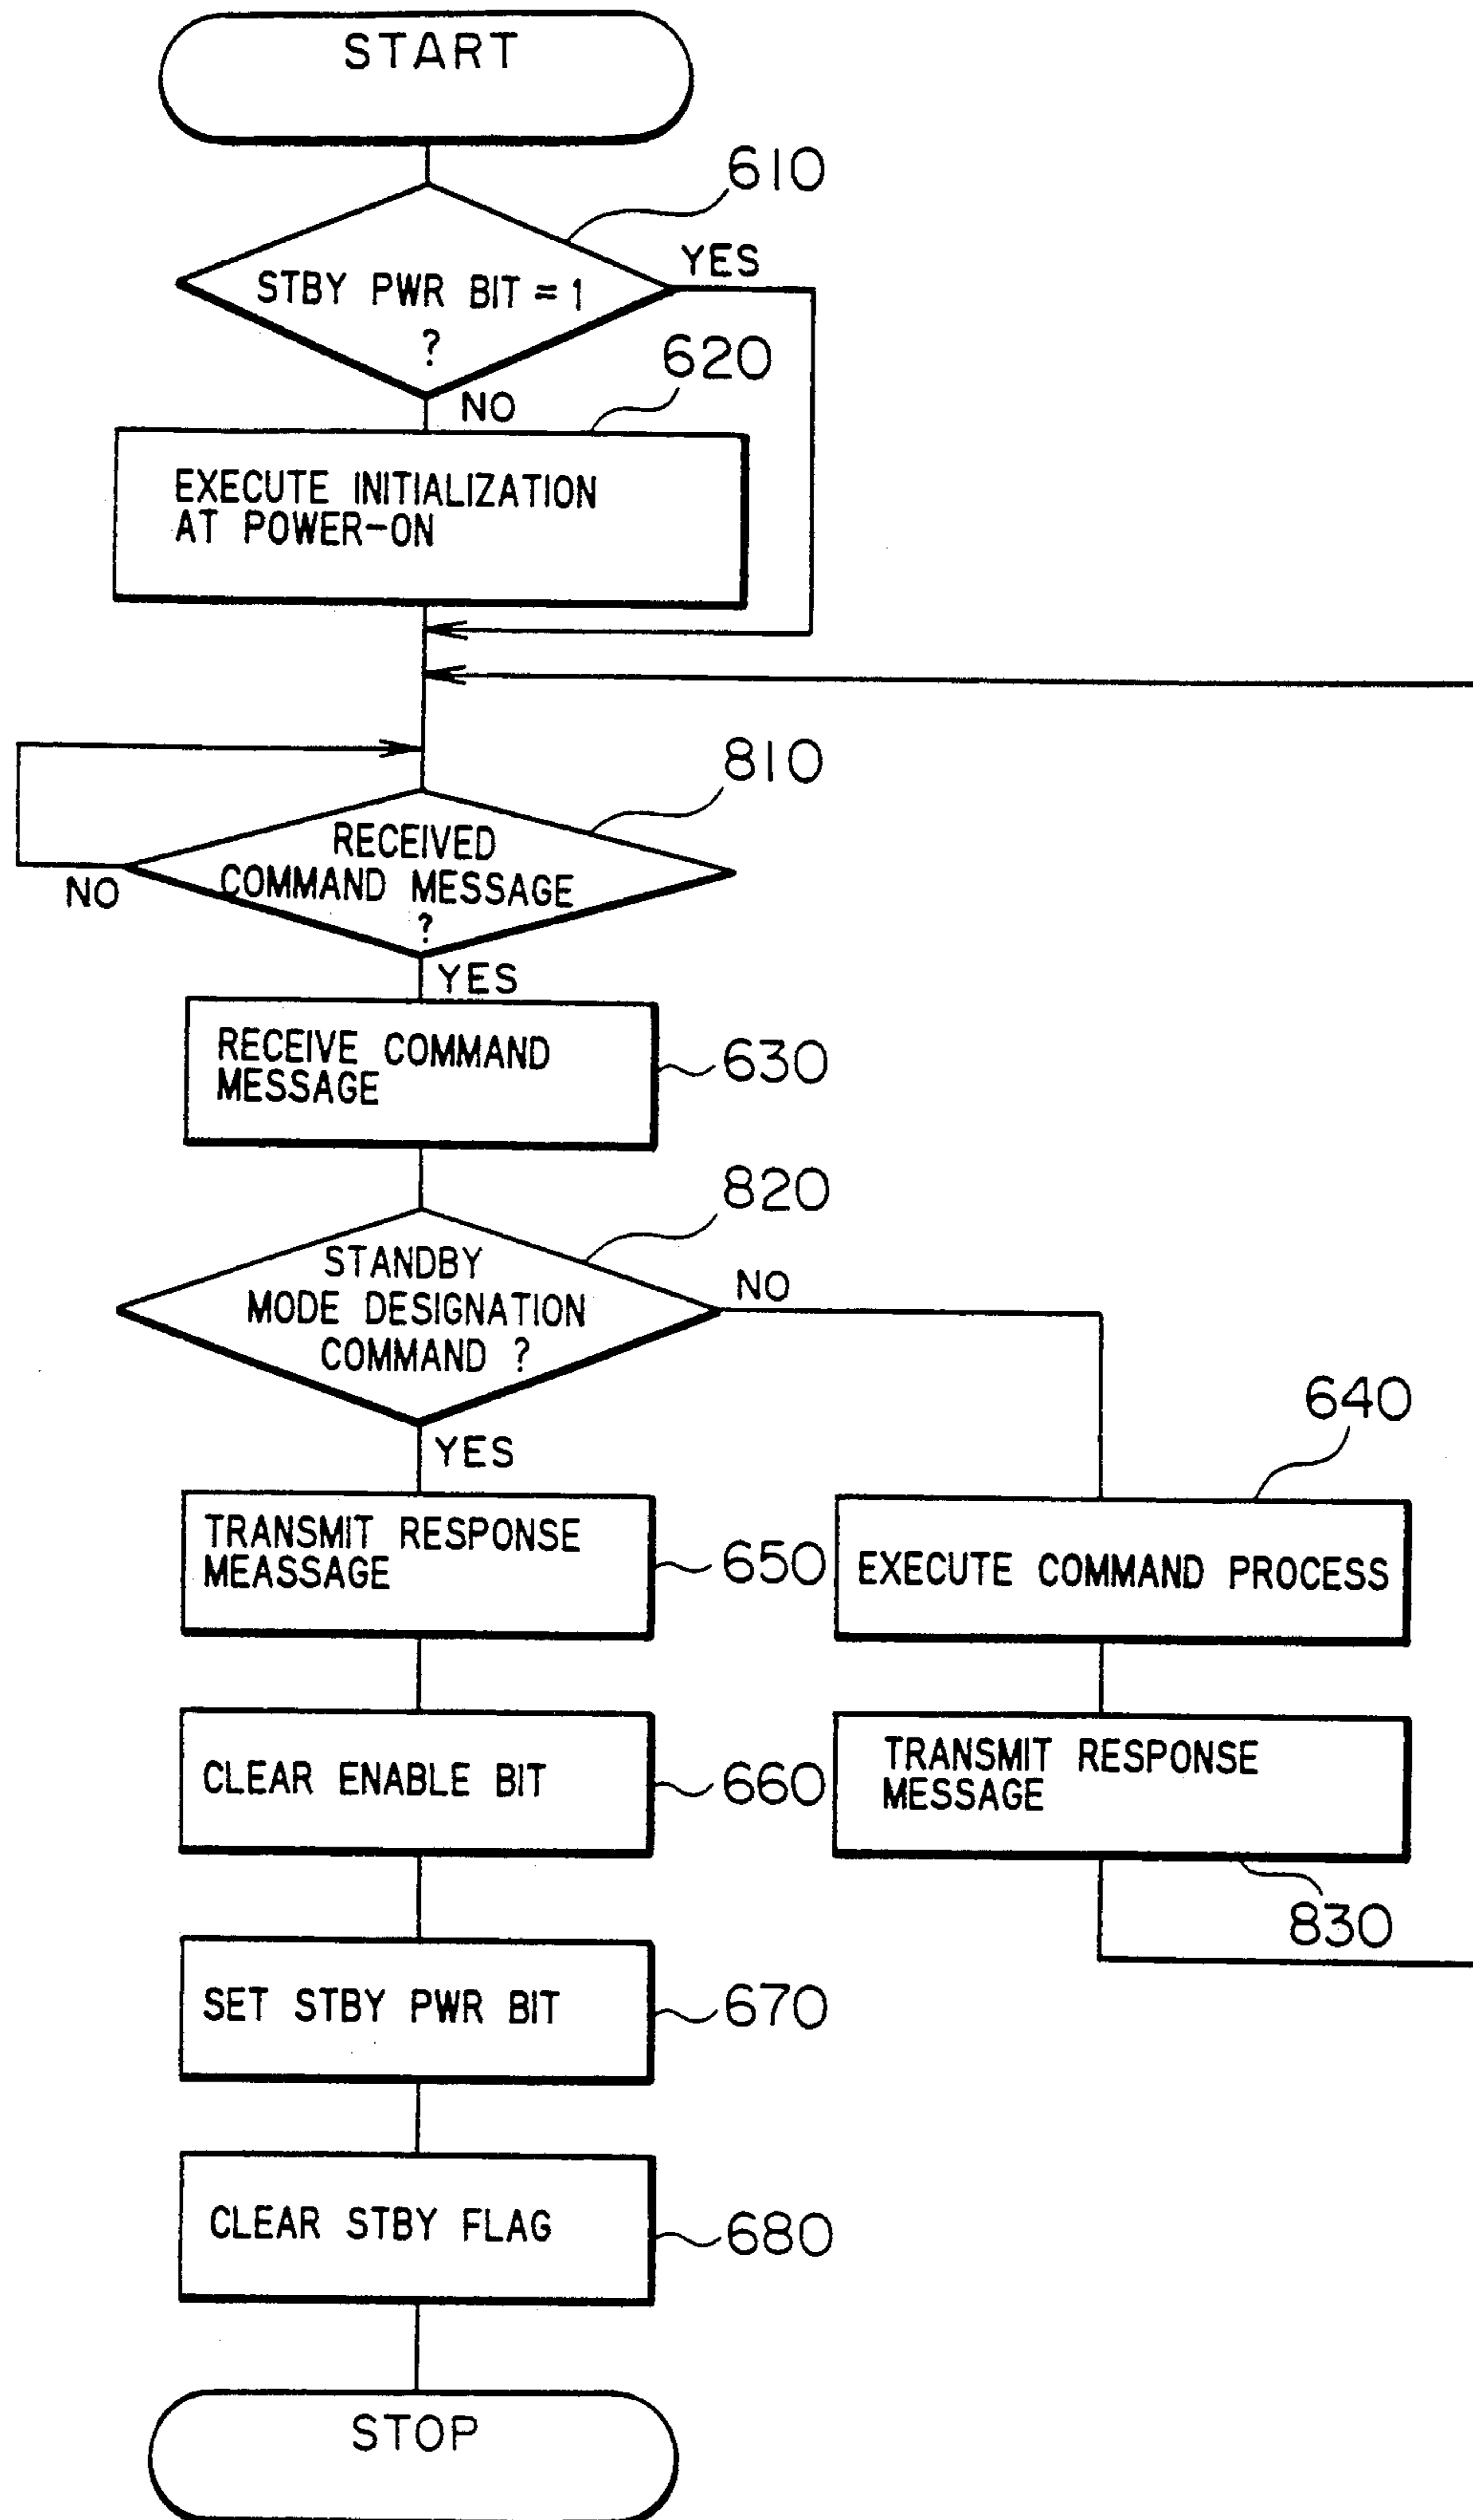 START
610
YES
STBY PWR BIT = 1
?
620
NO
EXECUTE INITIALIZATION
AT POWER-ON
810
RECEIVED
COMMAND MESSAGE
?
NO
YES
RECEIVE COMMAND
MESSAGE
630
820
STANDBY
MODE DESIGNATION
COMMAND ?
NO
YES
640
TRANSMIT RESPONSE
MEASSAGE
650
EXECUTE COMMAND PROCESS
CLEAR ENABLE BIT
660
TRANSMIT RESPONSE
MESSAGE
830
SET STBY PWR BIT
670
CLEAR STBY FLAG
680
STOP